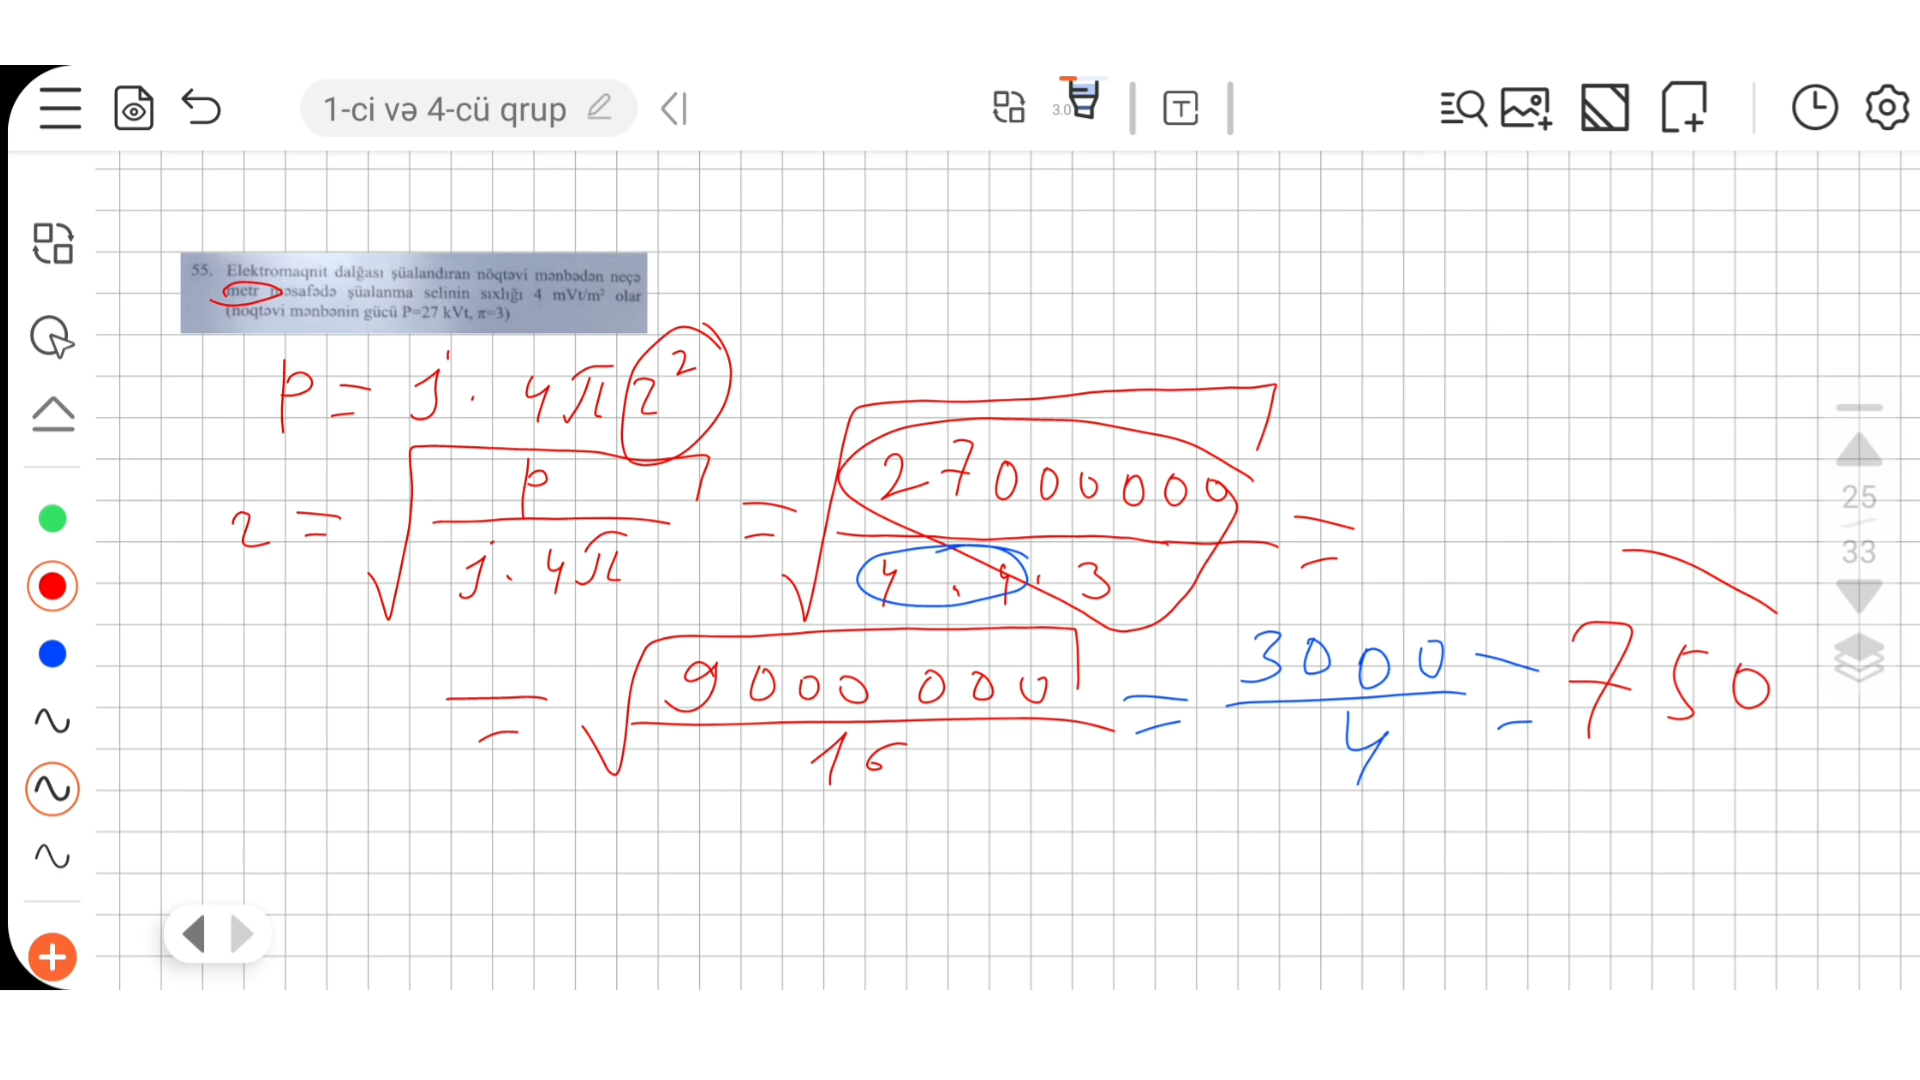 1-ci və 4-cü qrup
3.0
T
55. Elektromaqnit dalğası şüalandıran nöqtəvi mənbədən neçə
metr məsafədə şüalanma selinin sıxlığı 4 mVt/m² olar
(nöqtəvi mənbənin gücü P=27 kVt, π=3)
P = j · 4π r²
r = √(P / j · 4π) = √(27000000 / 4 · 4 · 3) =
= √(9000 000 / 16) = 3000 / 4 = 750
25
33